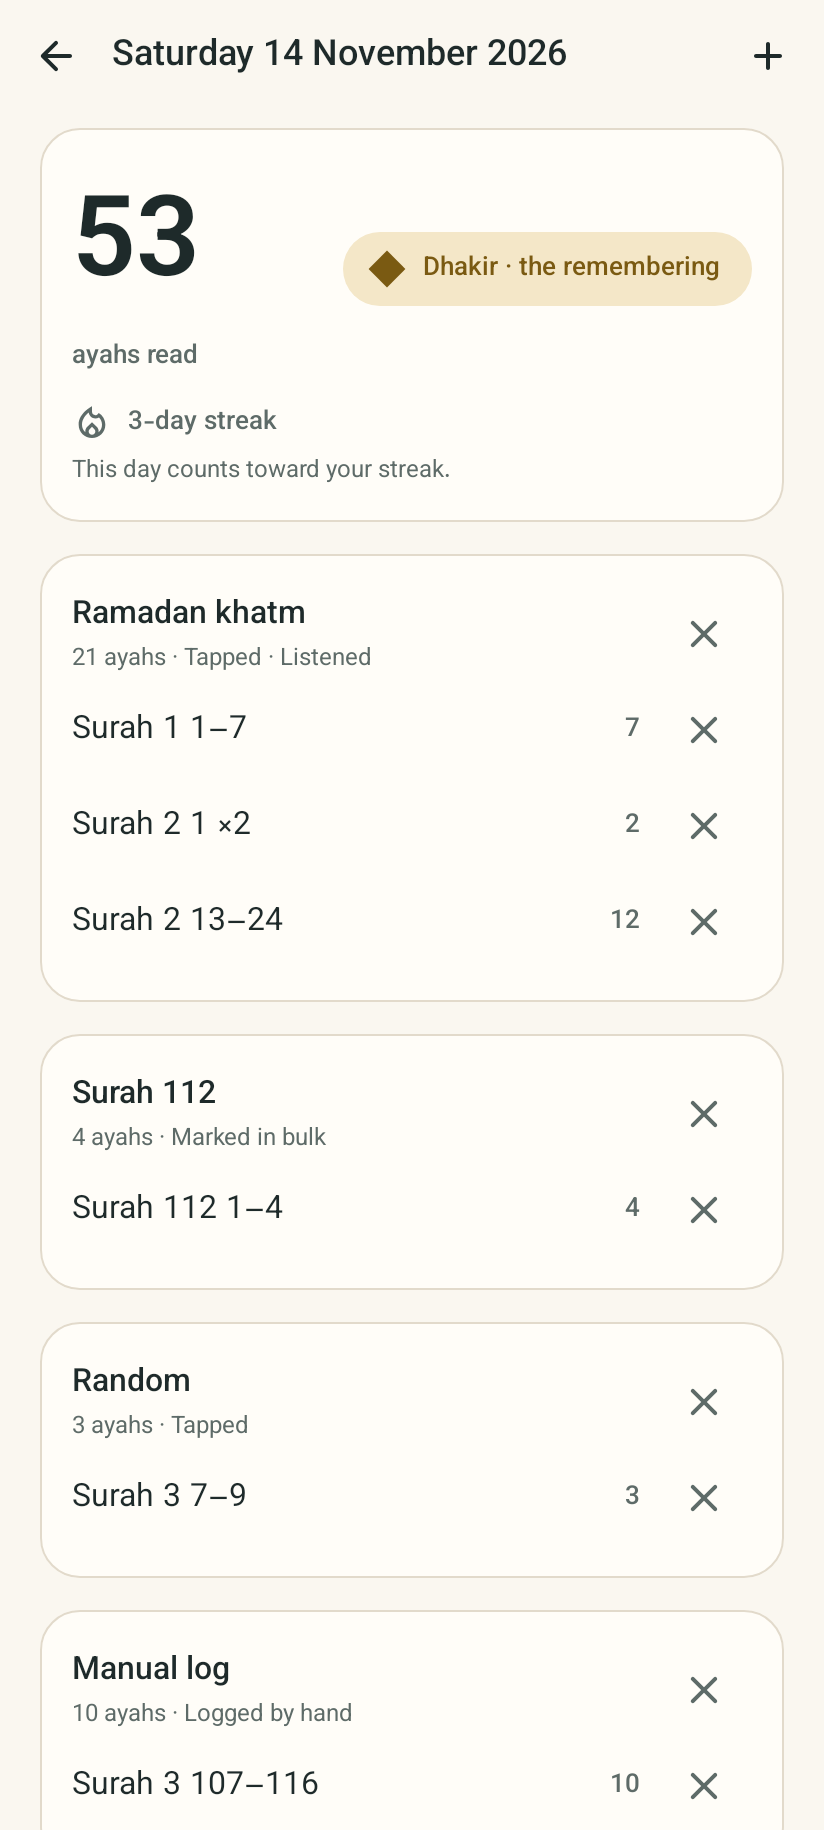 Saturday 14 November 2026
53
Dhakir · the remembering
ayahs read
3-day streak
This day counts toward your streak.
Ramadan khatm
21 ayahs · Tapped · Listened
Surah 1 1–7 7
Surah 2 1 ×2 2
Surah 2 13–24 12
Surah 112
4 ayahs · Marked in bulk
Surah 112 1–4 4
Random
3 ayahs · Tapped
Surah 3 7–9 3
Manual log
10 ayahs · Logged by hand
Surah 3 107–116 10